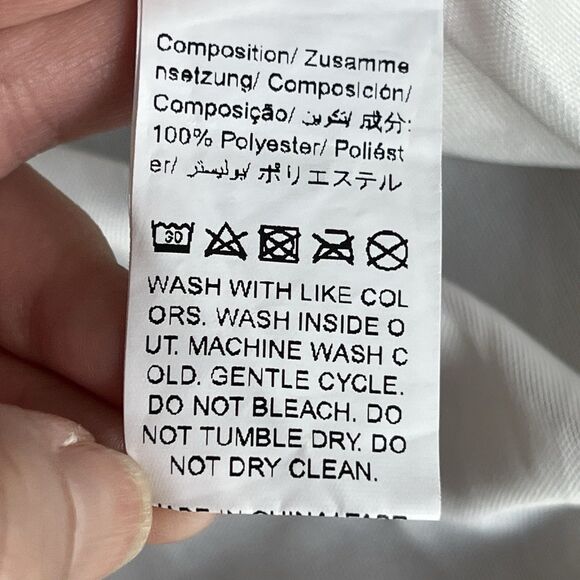 Composition/ Zusamme
nsetzung/ Composición/
Composição/ تكوين/ 成分:
100% Polyester/ Poliést
er/ بوليستر/ ポリエステル
30
WASH WITH LIKE COL
ORS. WASH INSIDE O
UT. MACHINE WASH C
OLD. GENTLE CYCLE.
DO NOT BLEACH. DO
NOT TUMBLE DRY. DO
NOT DRY CLEAN.